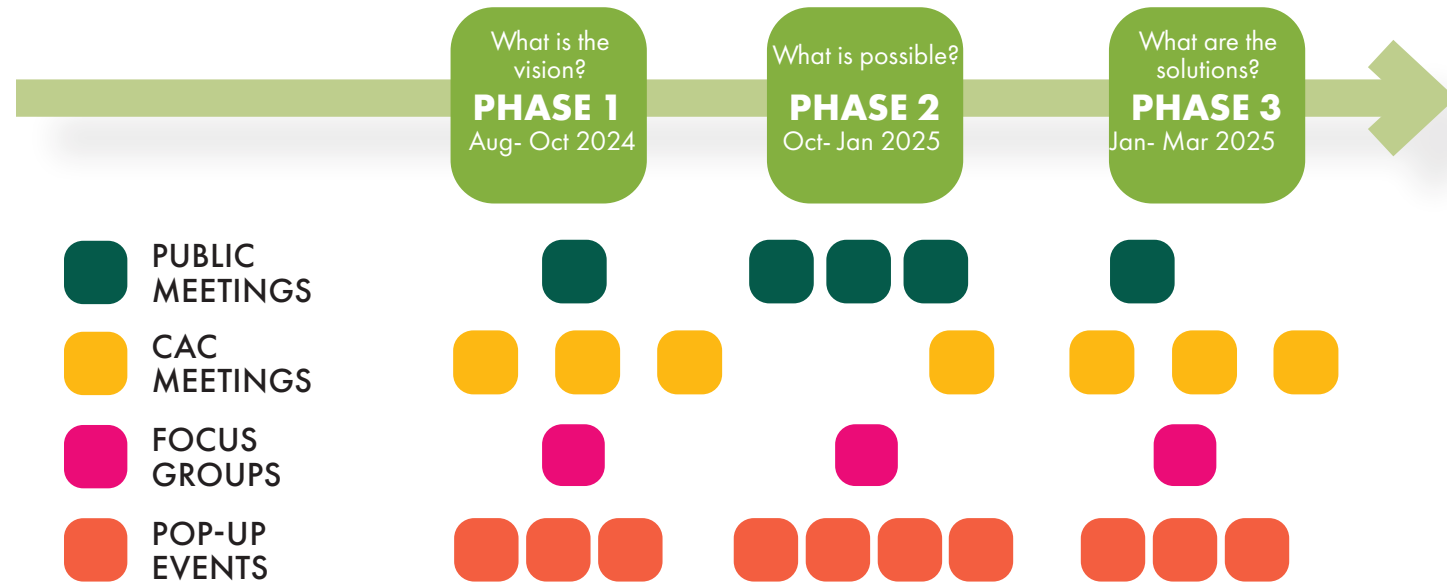 What is the
vision?
PHASE 1
Aug- Oct 2024
What is possible?
PHASE 2
Oct- Jan 2025
What are the
solutions?
PHASE 3
Jan- Mar 2025
PUBLIC
MEETINGS
CAC
MEETINGS
FOCUS
GROUPS
POP-UP
EVENTS